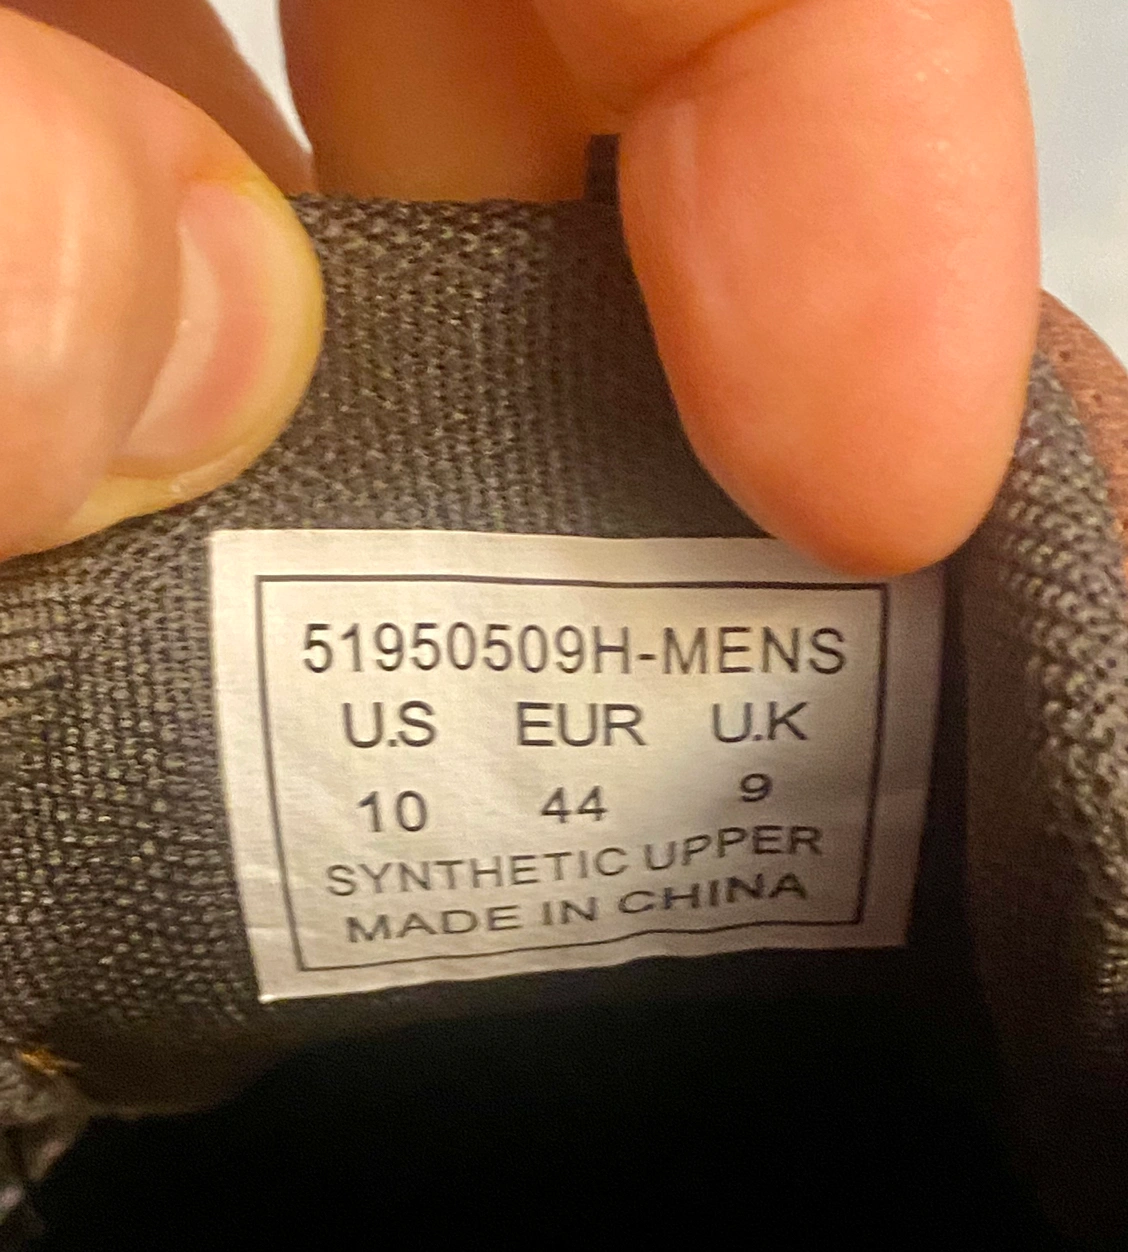 51950509H-MENS
U.S EUR U.K
10 44 9
SYNTHETIC UPPER
MADE IN CHINA